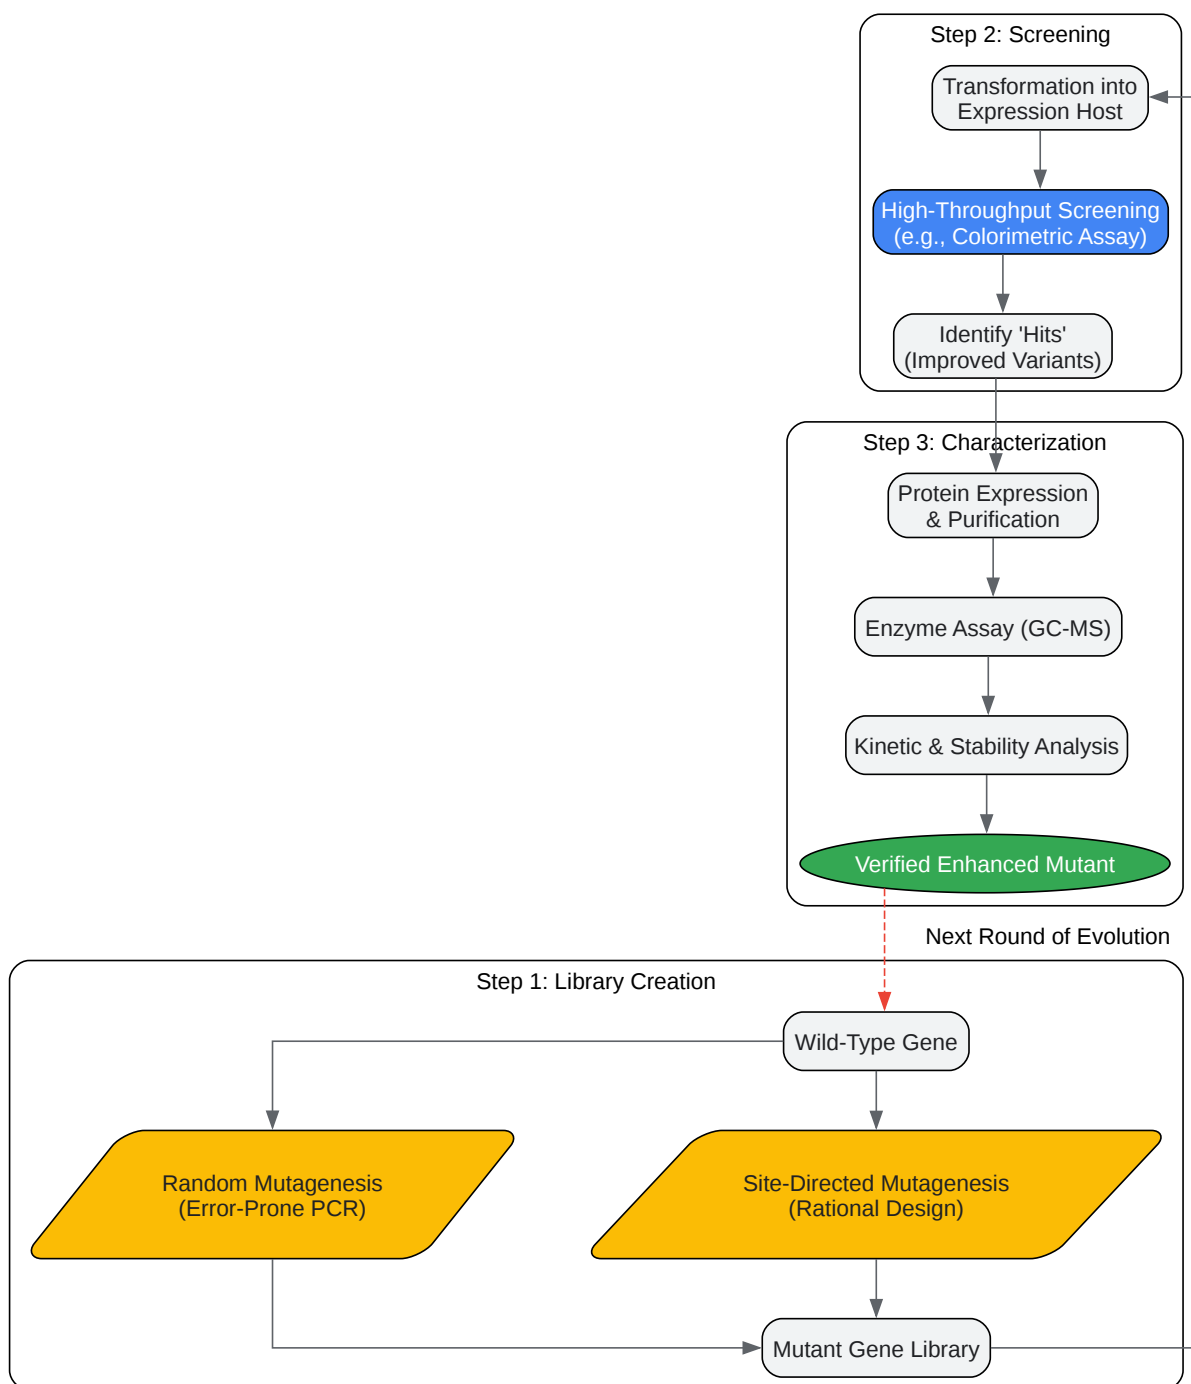 Step 2: Screening
Transformation into
Expression Host
High-Throughput Screening
(e.g., Colorimetric Assay)
Identify 'Hits'
(Improved Variants)
Step 3: Characterization
Protein Expression
& Purification
Enzyme Assay (GC-MS)
Kinetic & Stability Analysis
Verified Enhanced Mutant
Next Round of Evolution
Step 1: Library Creation
Wild-Type Gene
Random Mutagenesis
(Error-Prone PCR)
Site-Directed Mutagenesis
(Rational Design)
Mutant Gene Library